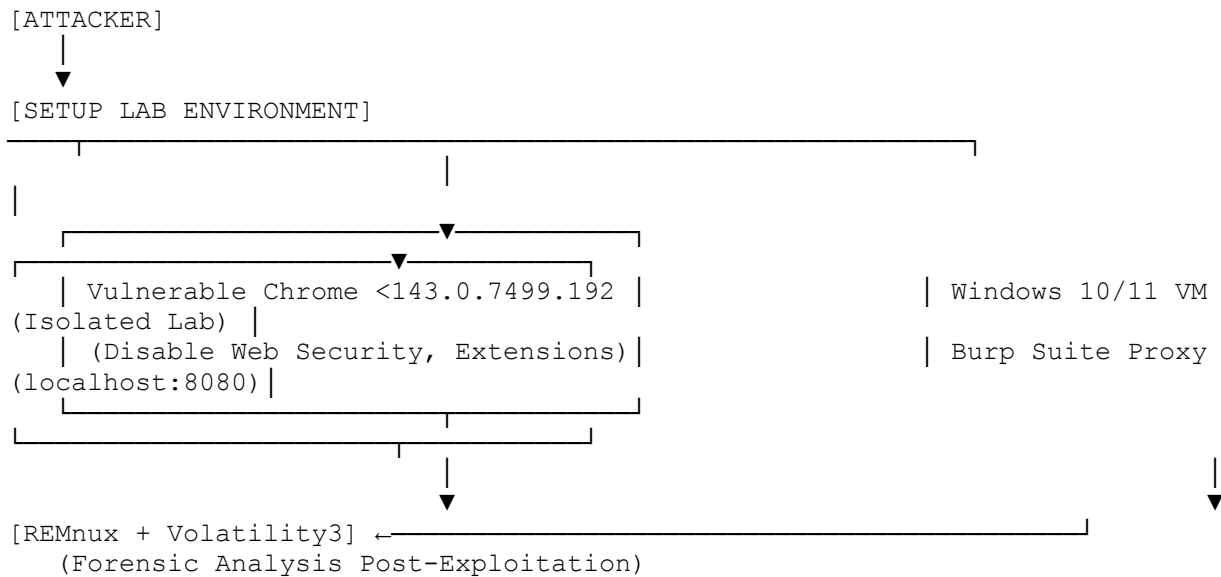 [ATTACKER]
[SETUP LAB ENVIRONMENT]
Vulnerable Chrome <143.0.7499.192 Windows 10/11 VM
(Isolated Lab)
(Disable Web Security, Extensions) Burp Suite Proxy
(localhost:8080)
[REMnux + Volatility3] ←
(Forensic Analysis Post-Exploitation)